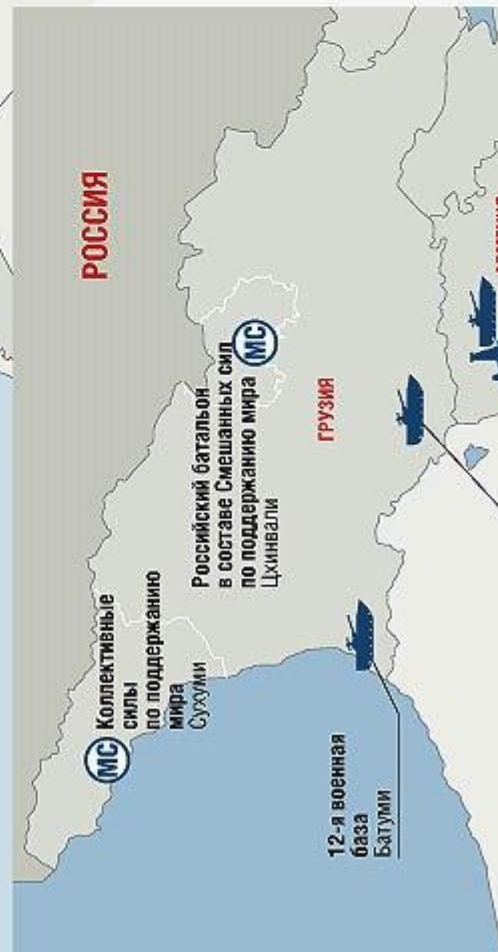 РОССИЯ
МС
Коллективные
силы
по поддержанию
мира
Сухуми
Российский батальон
в составе Смешанных сил
по поддержанию мира
Цхинвали
МС
ГРУЗИЯ
12-я военная
база
Батуми